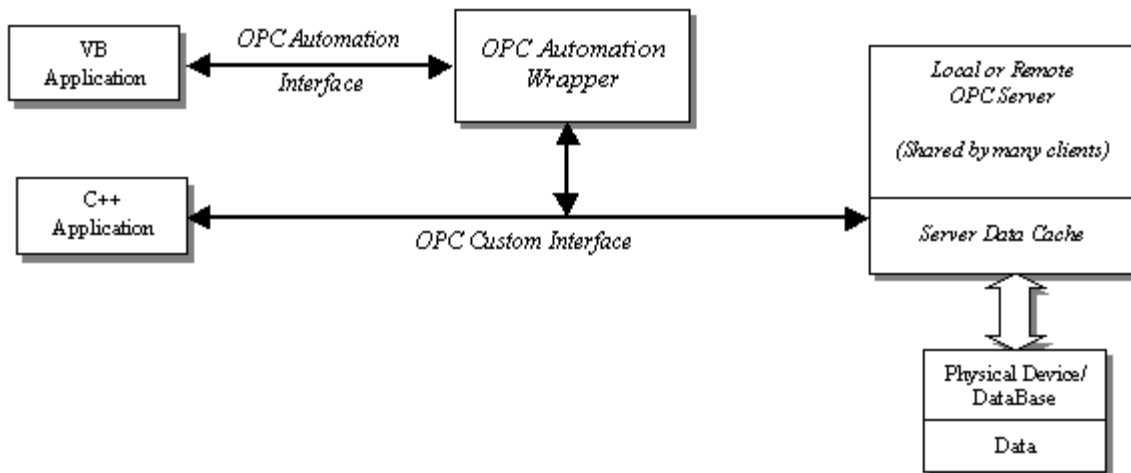 VB
Application
OPC Automation
Interface
OPC Automation
Wrapper
Local or Remote
OPC Server
(Shared by many clients)
C++
Application
OPC Custom Interface
Server Data Cache
Physical Device/
DataBase
Data